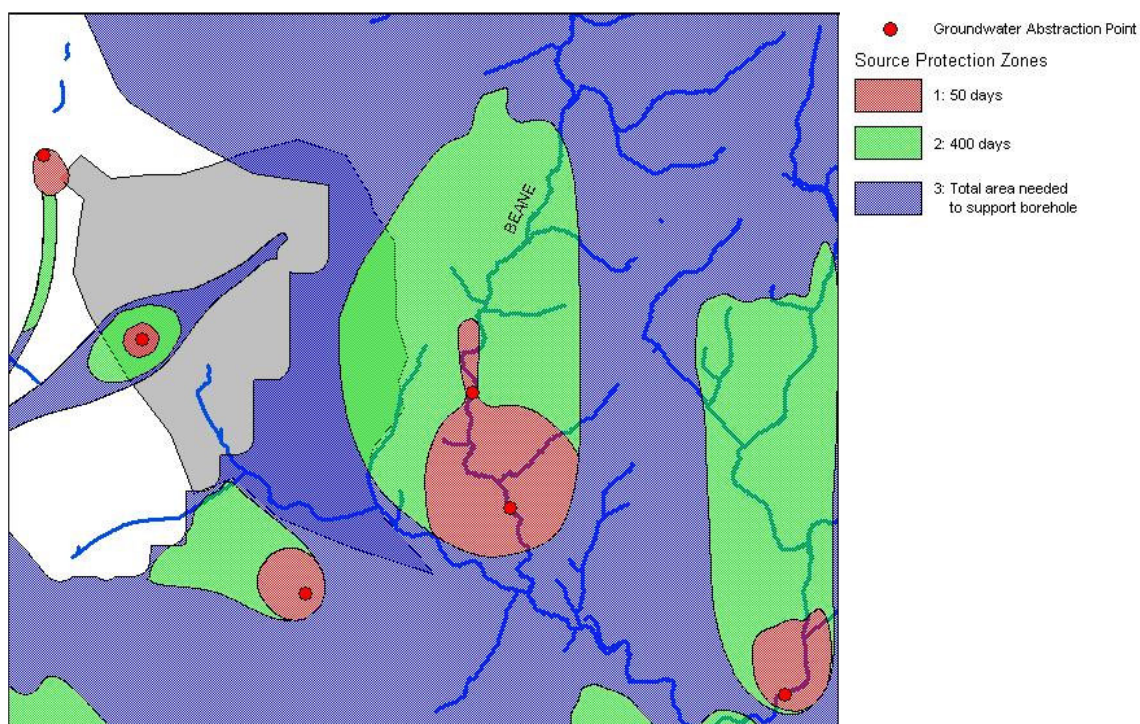 Groundwater Abstraction Point
Source Protection Zones
1: 50 days
2: 400 days
3: Total area needed
to support borehole
BEANE